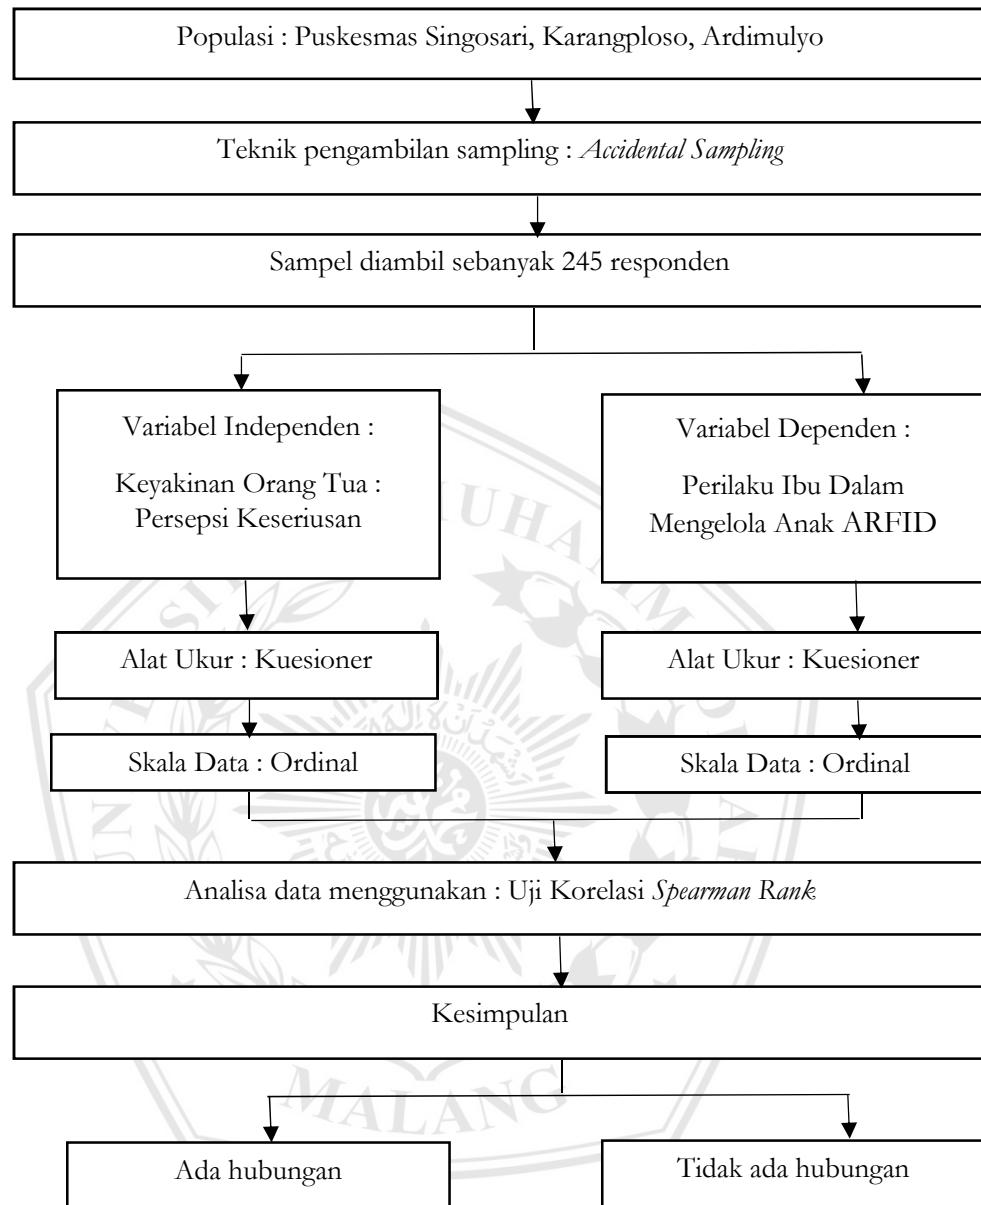 Populasi : Puskesmas Singosari, Karangploso, Ardimulyo
Teknik pengambilan sampling : Accidental Sampling
Sampel diambil sebanyak 245 responden
Variabel Independen :
Keyakinan Orang Tua :
Persepsi Keseriusan
Variabel Dependen :
Perilaku Ibu Dalam
Mengelola Anak ARFID
Alat Ukur : Kuesioner
Alat Ukur : Kuesioner
Skala Data : Ordinal
Skala Data : Ordinal
Analisa data menggunakan : Uji Korelasi Spearman Rank
Kesimpulan
Ada hubungan
Tidak ada hubungan
MALANG